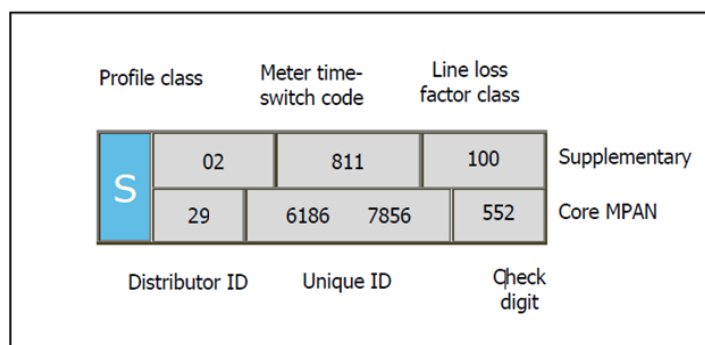 Profile class Meter time- Line loss
switch code factor class
S 02 811 100 Supplementary
29 6186 7856 552 Core MPAN
Distributor ID Unique ID Check
digit